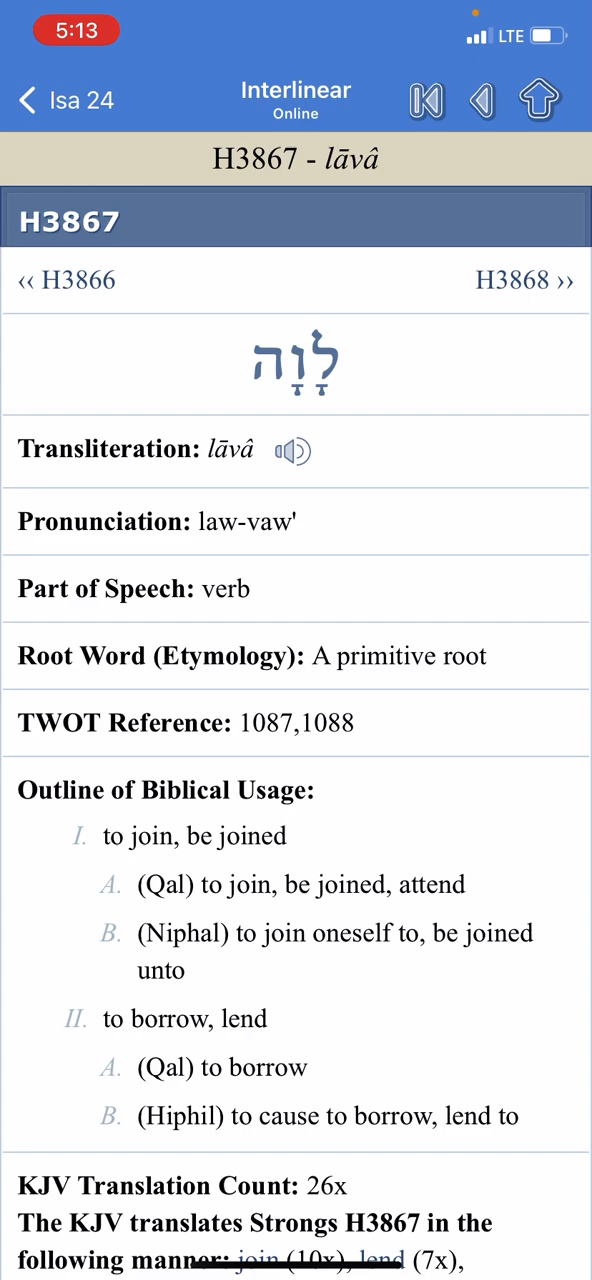 5:13
LTE
Isa 24
Interlinear
Online
H3867 - lāvâ
H3867
‹‹ H3866
H3868 ››
לָוָה
Transliteration: lāvâ
Pronunciation: law-vaw'
Part of Speech: verb
Root Word (Etymology): A primitive root
TWOT Reference: 1087,1088
Outline of Biblical Usage:
I. to join, be joined
A. (Qal) to join, be joined, attend
B. (Niphal) to join oneself to, be joined
unto
II. to borrow, lend
A. (Qal) to borrow
B. (Hiphil) to cause to borrow, lend to
KJV Translation Count: 26x
The KJV translates Strongs H3867 in the
following manner: join (10x), lend (7x),